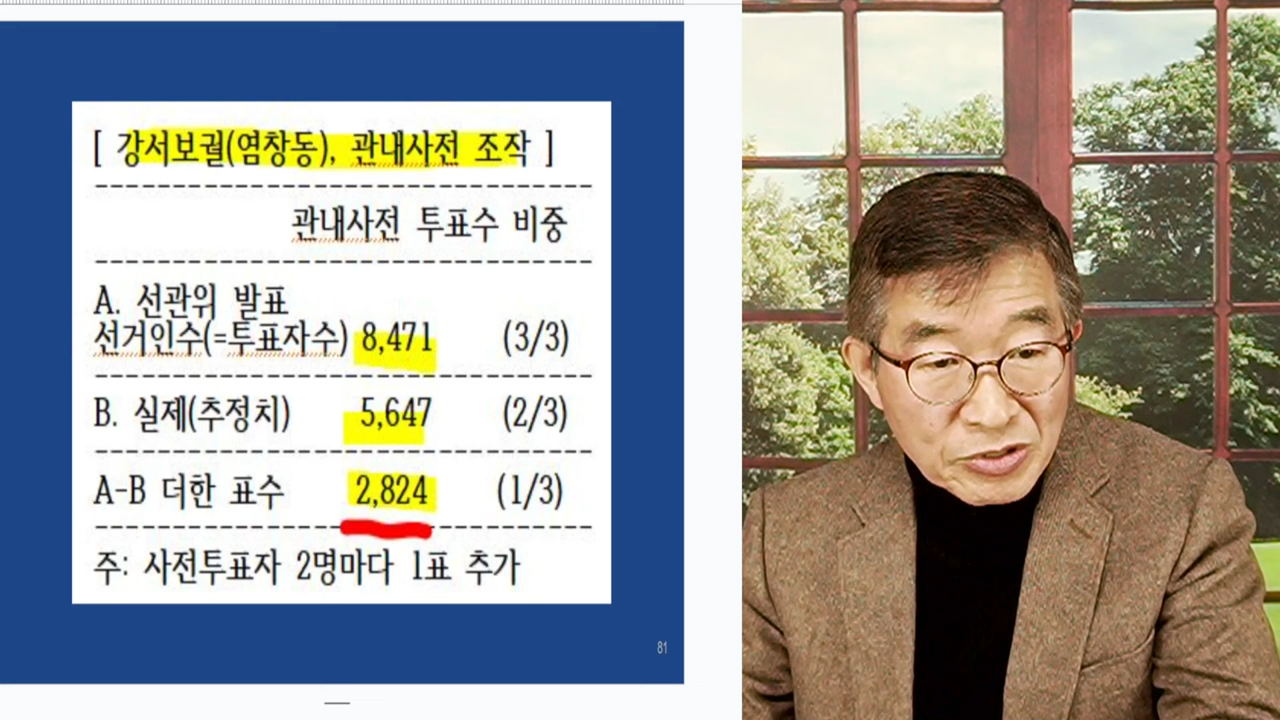 [ 강서보궐(염창동), 관내사전 조작 ]
관내사전 투표수 비중
A. 선관위 발표
선거인수(=투표자수) 8,471 (3/3)
B. 실제(추정치) 5,647 (2/3)
A-B 더한 표수 2,824 (1/3)
주: 사전투표자 2명마다 1표 추가
81